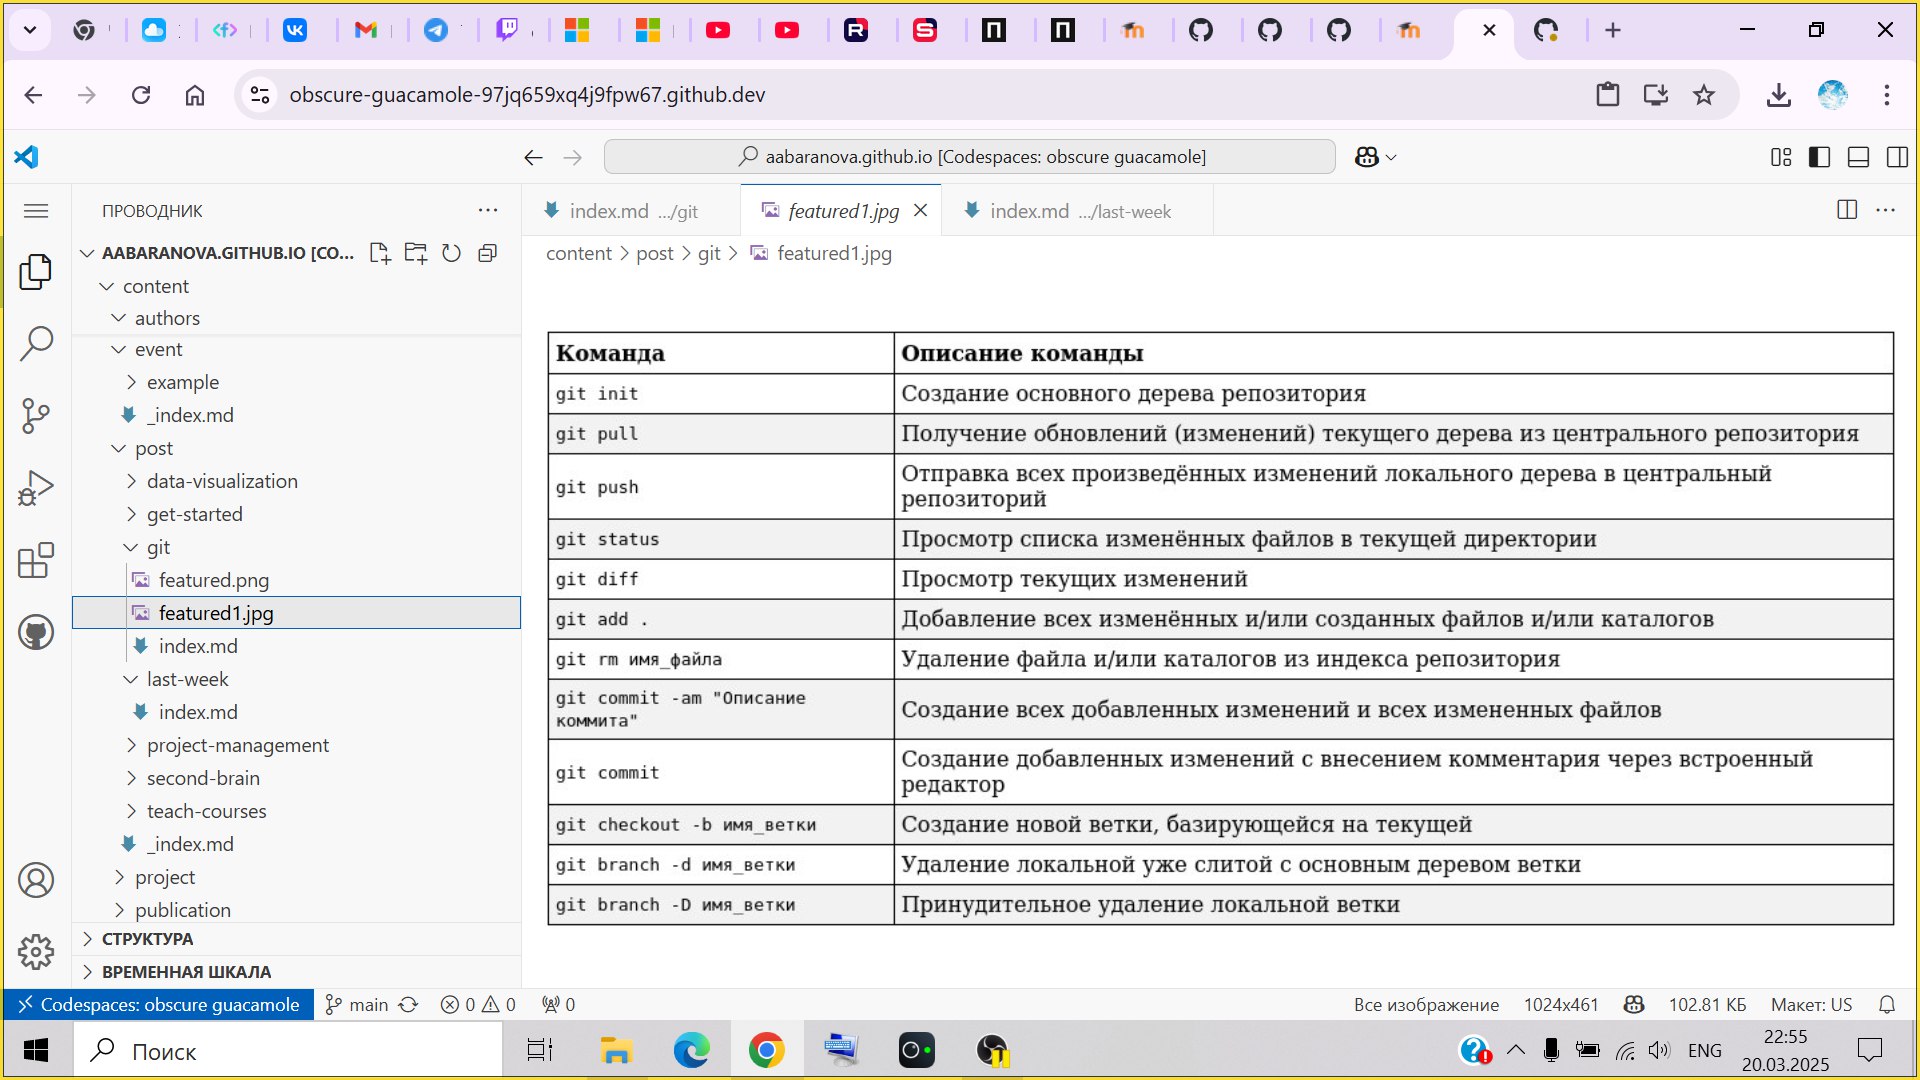 obscure-guacamole-97jq659xq4j9fpw67.github.dev
aabaranova.github.io [Codespaces: obscure guacamole]
ПРОВОДНИК
index.md .../git
featured1.jpg
index.md .../last-week
AABARANOVA.GITHUB.IO [CO...
content > post > git > featured1.jpg
content
authors
event
example
_index.md
post
data-visualization
get-started
git
featured.png
featured1.jpg
index.md
last-week
index.md
project-management
second-brain
teach-courses
_index.md
project
publication
СТРУКТУРА
ВРЕМЕННАЯ ШКАЛА
Команда Описание команды
git init Создание основного дерева репозитория
git pull Получение обновлений (изменений) текущего дерева из центрального репозитория
git push Отправка всех произведённых изменений локального дерева в центральный
репозиторий
git status Просмотр списка изменённых файлов в текущей директории
git diff Просмотр текущих изменений
git add . Добавление всех изменённых и/или созданных файлов и/или каталогов
git rm имя_файла Удаление файла и/или каталогов из индекса репозитория
git commit -am "Описание
коммита" Создание всех добавленных изменений и всех измененных файлов
git commit Создание добавленных изменений с внесением комментария через встроенный
редактор
git checkout -b имя_ветки Создание новой ветки, базирующейся на текущей
git branch -d имя_ветки Удаление локальной уже слитой с основным деревом ветки
git branch -D имя_ветки Принудительное удаление локальной ветки
Codespaces: obscure guacamole main 0 0 0 Все изображение 1024x461 102.81 КБ Макет: US
Поиск
ENG
22:55
20.03.2025